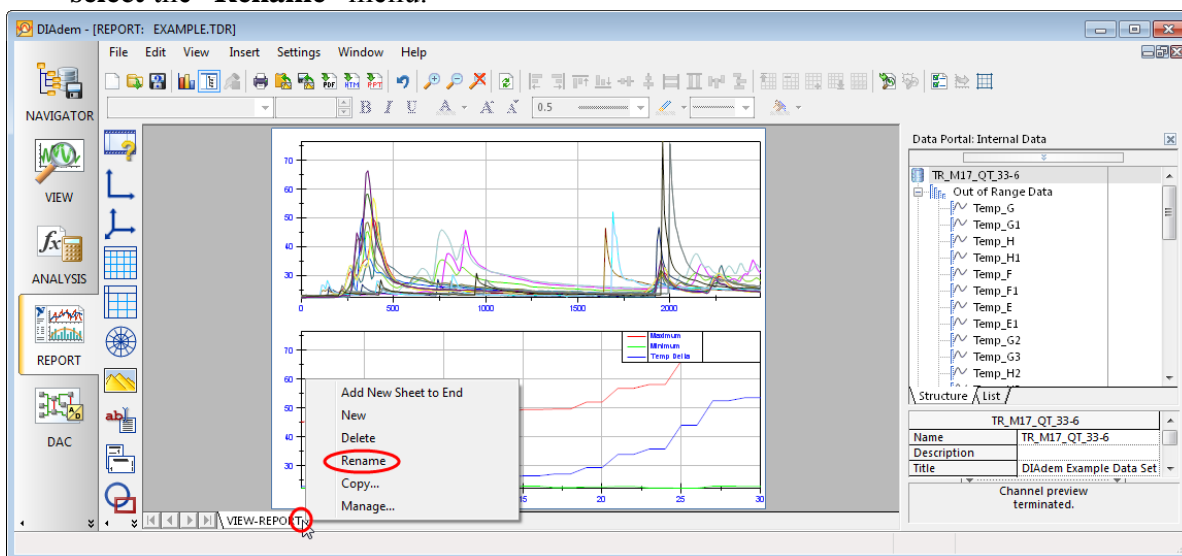 select the "Rename" menu.
DIAdem - [REPORT: EXAMPLE.TDR]
File Edit View Insert Settings Window Help
NAVIGATOR
B I U A A A 0.5
VIEW
ANALYSIS
REPORT
DAC
70
60
50
40
30
0 500 1000 1500 2000
Maximum
Minimum
Temp Delta
70
60
50
40
30
15 20 25 30
Add New Sheet to End
New
Delete
Rename
Copy...
Manage...
VIEW-REPORT
Data Portal: Internal Data
TR_M17_QT_33-6
Out of Range Data
Temp_G
Temp_G1
Temp_H
Temp_H1
Temp_F
Temp_F1
Temp_E
Temp_E1
Temp_G2
Temp_G3
Temp_H2
Structure List
TR_M17_QT_33-6
Name TR_M17_QT_33-6
Description
Title DIAdem Example Data Set
Channel preview
terminated.